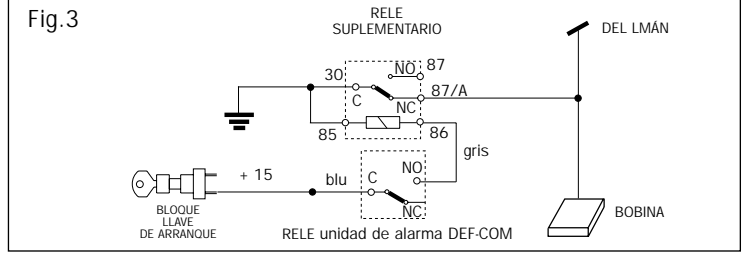 Fig.3
RELE
SUPLEMENTARIO
DEL LMÁN
NO
87
30
C
NC
87/A
85
86
gris
+ 15
blu
C
NO
NC
BLOQUE
LLAVE
DE ARRANQUE
RELE unidad de alarma DEF-COM
BOBINA